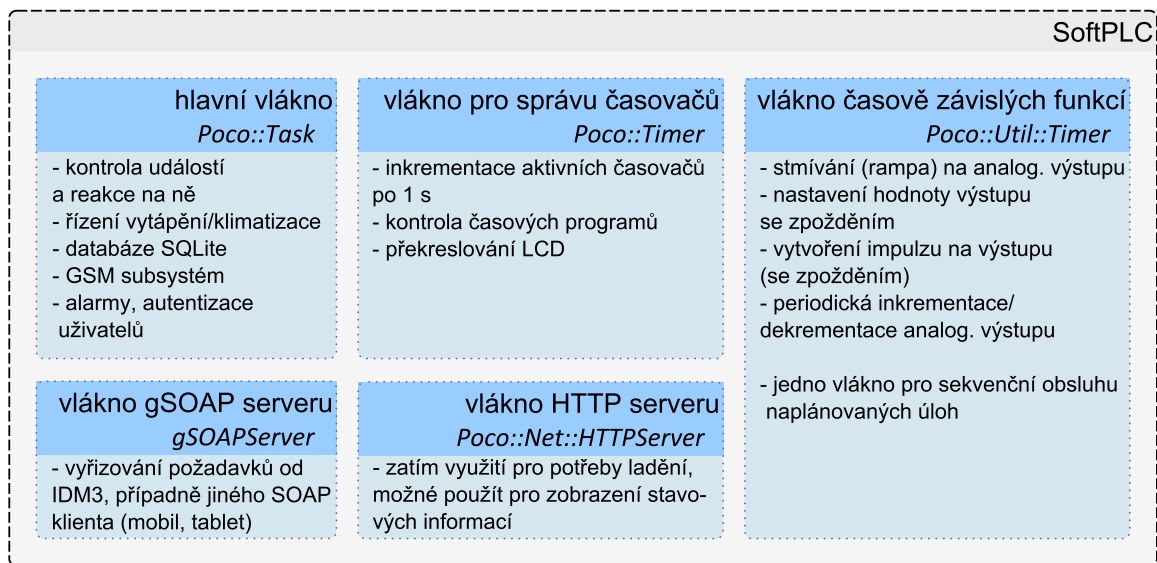 SoftPLC
hlavní vlákno
Poco::Task
- kontrola událostí
a reakce na ně
- řízení vytápění/klimatizace
- databáze SQLite
- GSM subsystém
- alarmy, autentizace
uživatelů
vlákno pro správu časovačů
Poco::Timer
- inkrementace aktivních časovačů
po 1 s
- kontrola časových programů
- překreslování LCD
vlákno časově závislých funkcí
Poco::Util::Timer
- stmívání (rampa) na analog. výstupu
- nastavení hodnoty výstupu
se zpožděním
- vytvoření impulzu na výstupu
(se zpožděním)
- periodická inkrementace/
dekrementace analog. výstupu
- jedno vlákno pro sekvenční obsluhu
naplánovaných úloh
vlákno gSOAP serveru
gSOAPServer
- vyřizování požadavků od
IDM3, případně jiného SOAP
klienta (mobil, tablet)
vlákno HTTP serveru
Poco::Net::HTTPServer
- zatím využití pro potřeby ladění,
možné použít pro zobrazení stavo-
ových informací